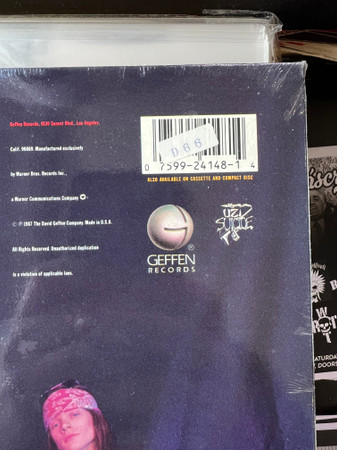 Geffen Records, 9130 Sunset Blvd., Los Angeles,
Calif. 90069. Manufactured exclusively
by Warner Bros. Records Inc.,
a Warner Communications Company
℗ © 1987 The David Geffen Company. Made in U.S.A.
All Rights Reserved. Unauthorized duplication
is a violation of applicable laws.
D66
0 7599-24148-1 4
ALSO AVAILABLE ON CASSETTE AND COMPACT DISC
UZI
SUICIDE
GEFFEN
RECORDS
SATURDAY
DOORS